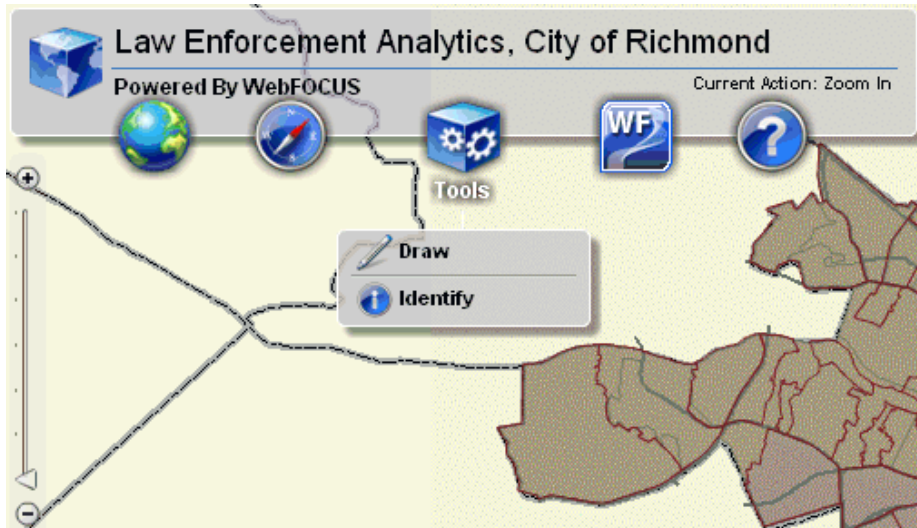 Law Enforcement Analytics, City of Richmond
Powered By WebFOCUS
Current Action: Zoom In
N
W
E
S
WF
?
Tools
Draw
i
Identify
+
−